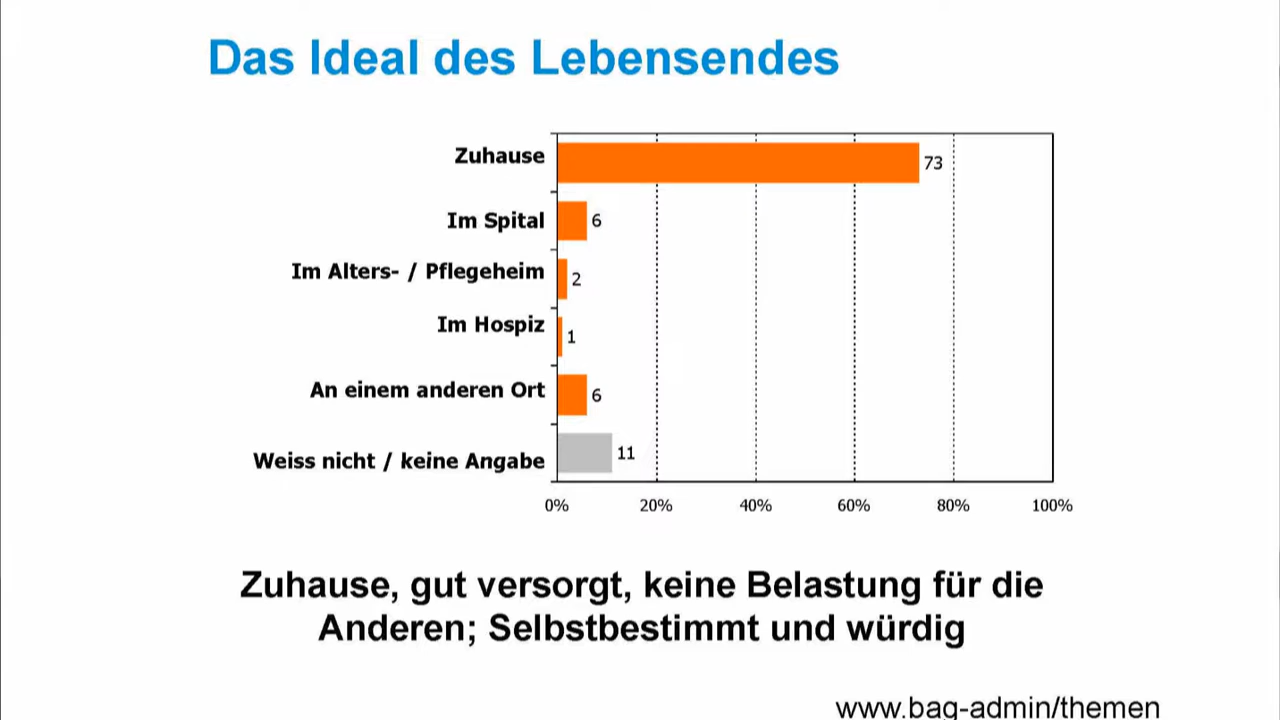 Das Ideal des Lebensendes
Zuhause 73
Im Spital 6
Im Alters- / Pflegeheim 2
Im Hospiz 1
An einem anderen Ort 6
Weiss nicht / keine Angabe 11
0% 20% 40% 60% 80% 100%
Zuhause, gut versorgt, keine Belastung für die
Anderen; Selbstbestimmt und würdig
www.bag-admin/themen